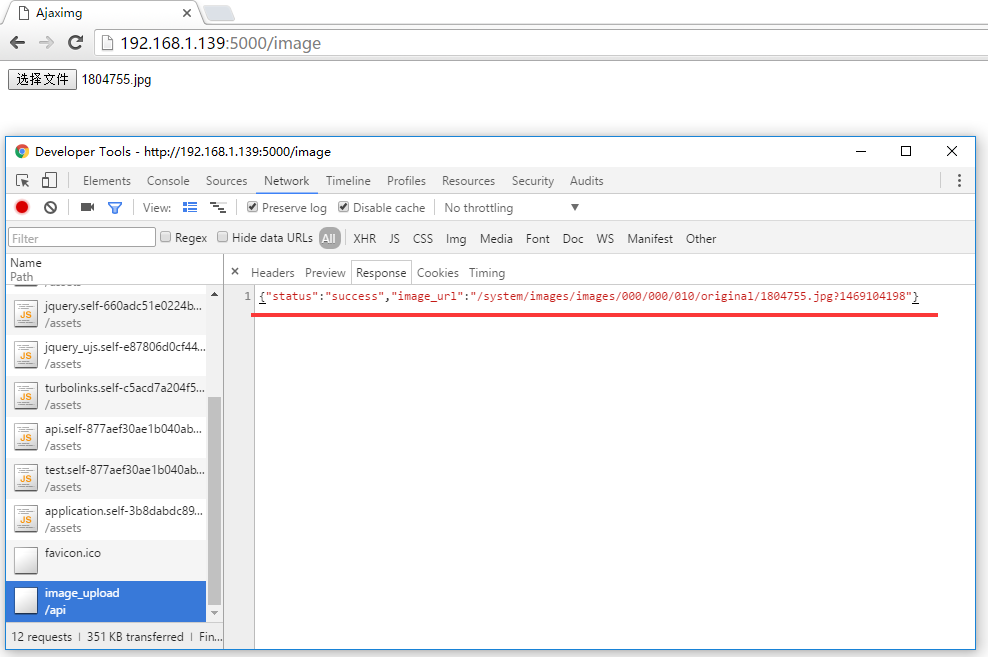 Ajaximg
192.168.1.139:5000/image
选择文件 1804755.jpg
Developer Tools - http://192.168.1.139:5000/image
Elements Console Sources Network Timeline Profiles Resources Security Audits
View: Preserve log Disable cache No throttling
Filter Regex Hide data URLs All XHR JS CSS Img Media Font Doc WS Manifest Other
Name
Path
Headers Preview Response Cookies Timing
1 {"status":"success","image_url":"/system/images/images/000/000/010/original/1804755.jpg?1469104198"}
/assets
jquery.self-660adc51e0224b...
/assets
jquery_ujs.self-e87806d0cf44...
/assets
turbolinks.self-c5acd7a204f5...
/assets
api.self-877aef30ae1b040ab...
/assets
test.self-877aef30ae1b040ab...
/assets
application.self-3b8dabdc89...
/assets
favicon.ico
image_upload
/api
12 requests | 351 KB transferred | Fin...